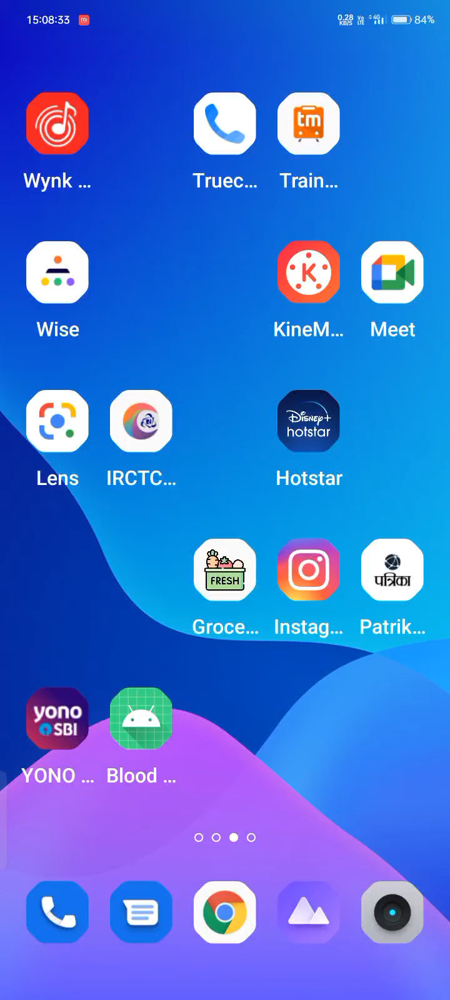 15:08:33 0.28 KB/S Vo LTE 4G 84%
tm
Wynk ... Truec... Train...
K
Wise KineM... Meet
Disney+ hotstar
Lens IRCTC... Hotstar
FRESH पत्रिका
Groce... Instag... Patrik...
yono SBI
YONO ... Blood ...